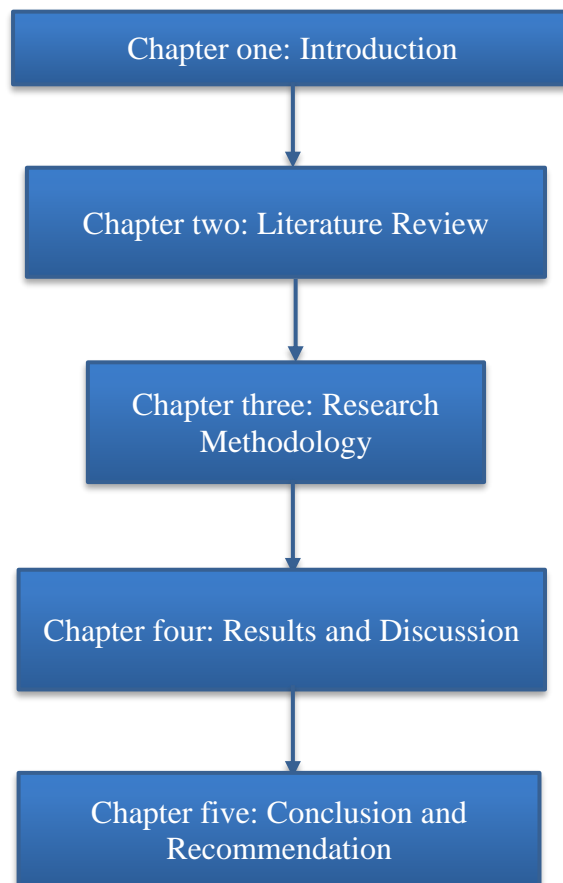 Chapter one: Introduction
Chapter two: Literature Review
Chapter three: Research
Methodology
Chapter four: Results and Discussion
Chapter five: Conclusion and
Recommendation